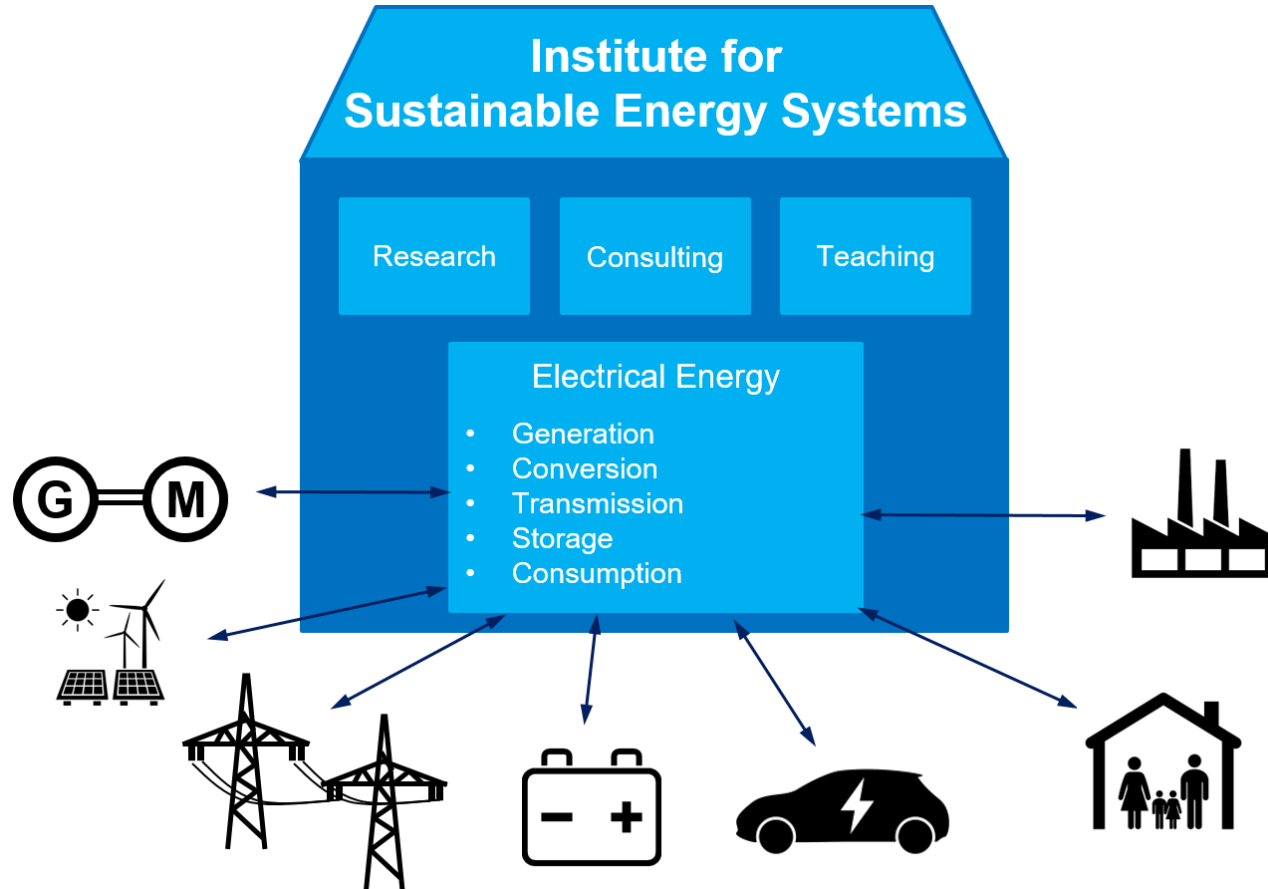 Institute for
Sustainable Energy Systems
Research
Consulting
Teaching
Electrical Energy
• Generation
• Conversion
• Transmission
• Storage
• Consumption
G M
− +